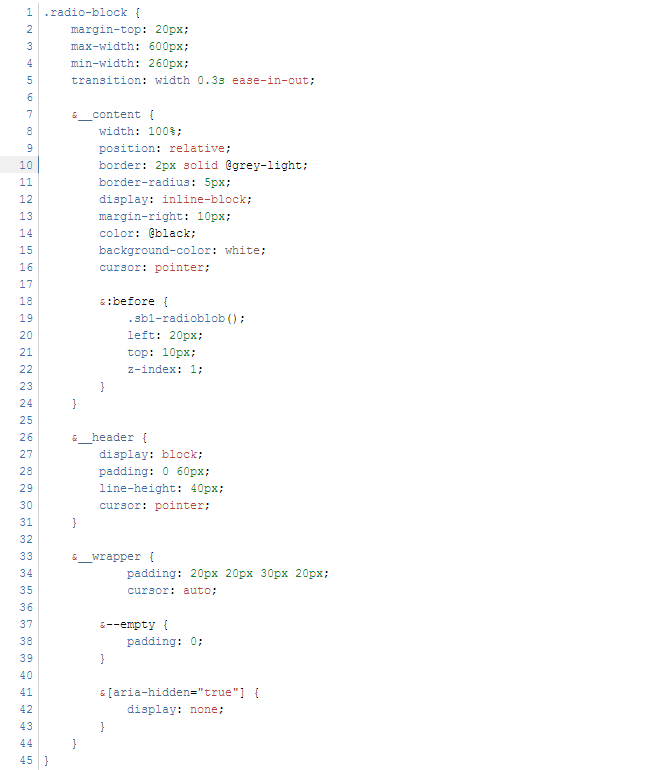 1 .radio-block {
2     margin-top: 20px;
3     max-width: 600px;
4     min-width: 260px;
5     transition: width 0.3s ease-in-out;
6
7     &__content {
8         width: 100%;
9         position: relative;
10         border: 2px solid @grey-light;
11         border-radius: 5px;
12         display: inline-block;
13         margin-right: 10px;
14         color: @black;
15         background-color: white;
16         cursor: pointer;
17
18         &:before {
19             .sb1-radioblob();
20             left: 20px;
21             top: 10px;
22             z-index: 1;
23         }
24     }
25
26     &__header {
27         display: block;
28         padding: 0 60px;
29         line-height: 40px;
30         cursor: pointer;
31     }
32
33     &__wrapper {
34             padding: 20px 20px 30px 20px;
35             cursor: auto;
36
37         &--empty {
38             padding: 0;
39         }
40
41         &[aria-hidden="true"] {
42             display: none;
43         }
44     }
45 }